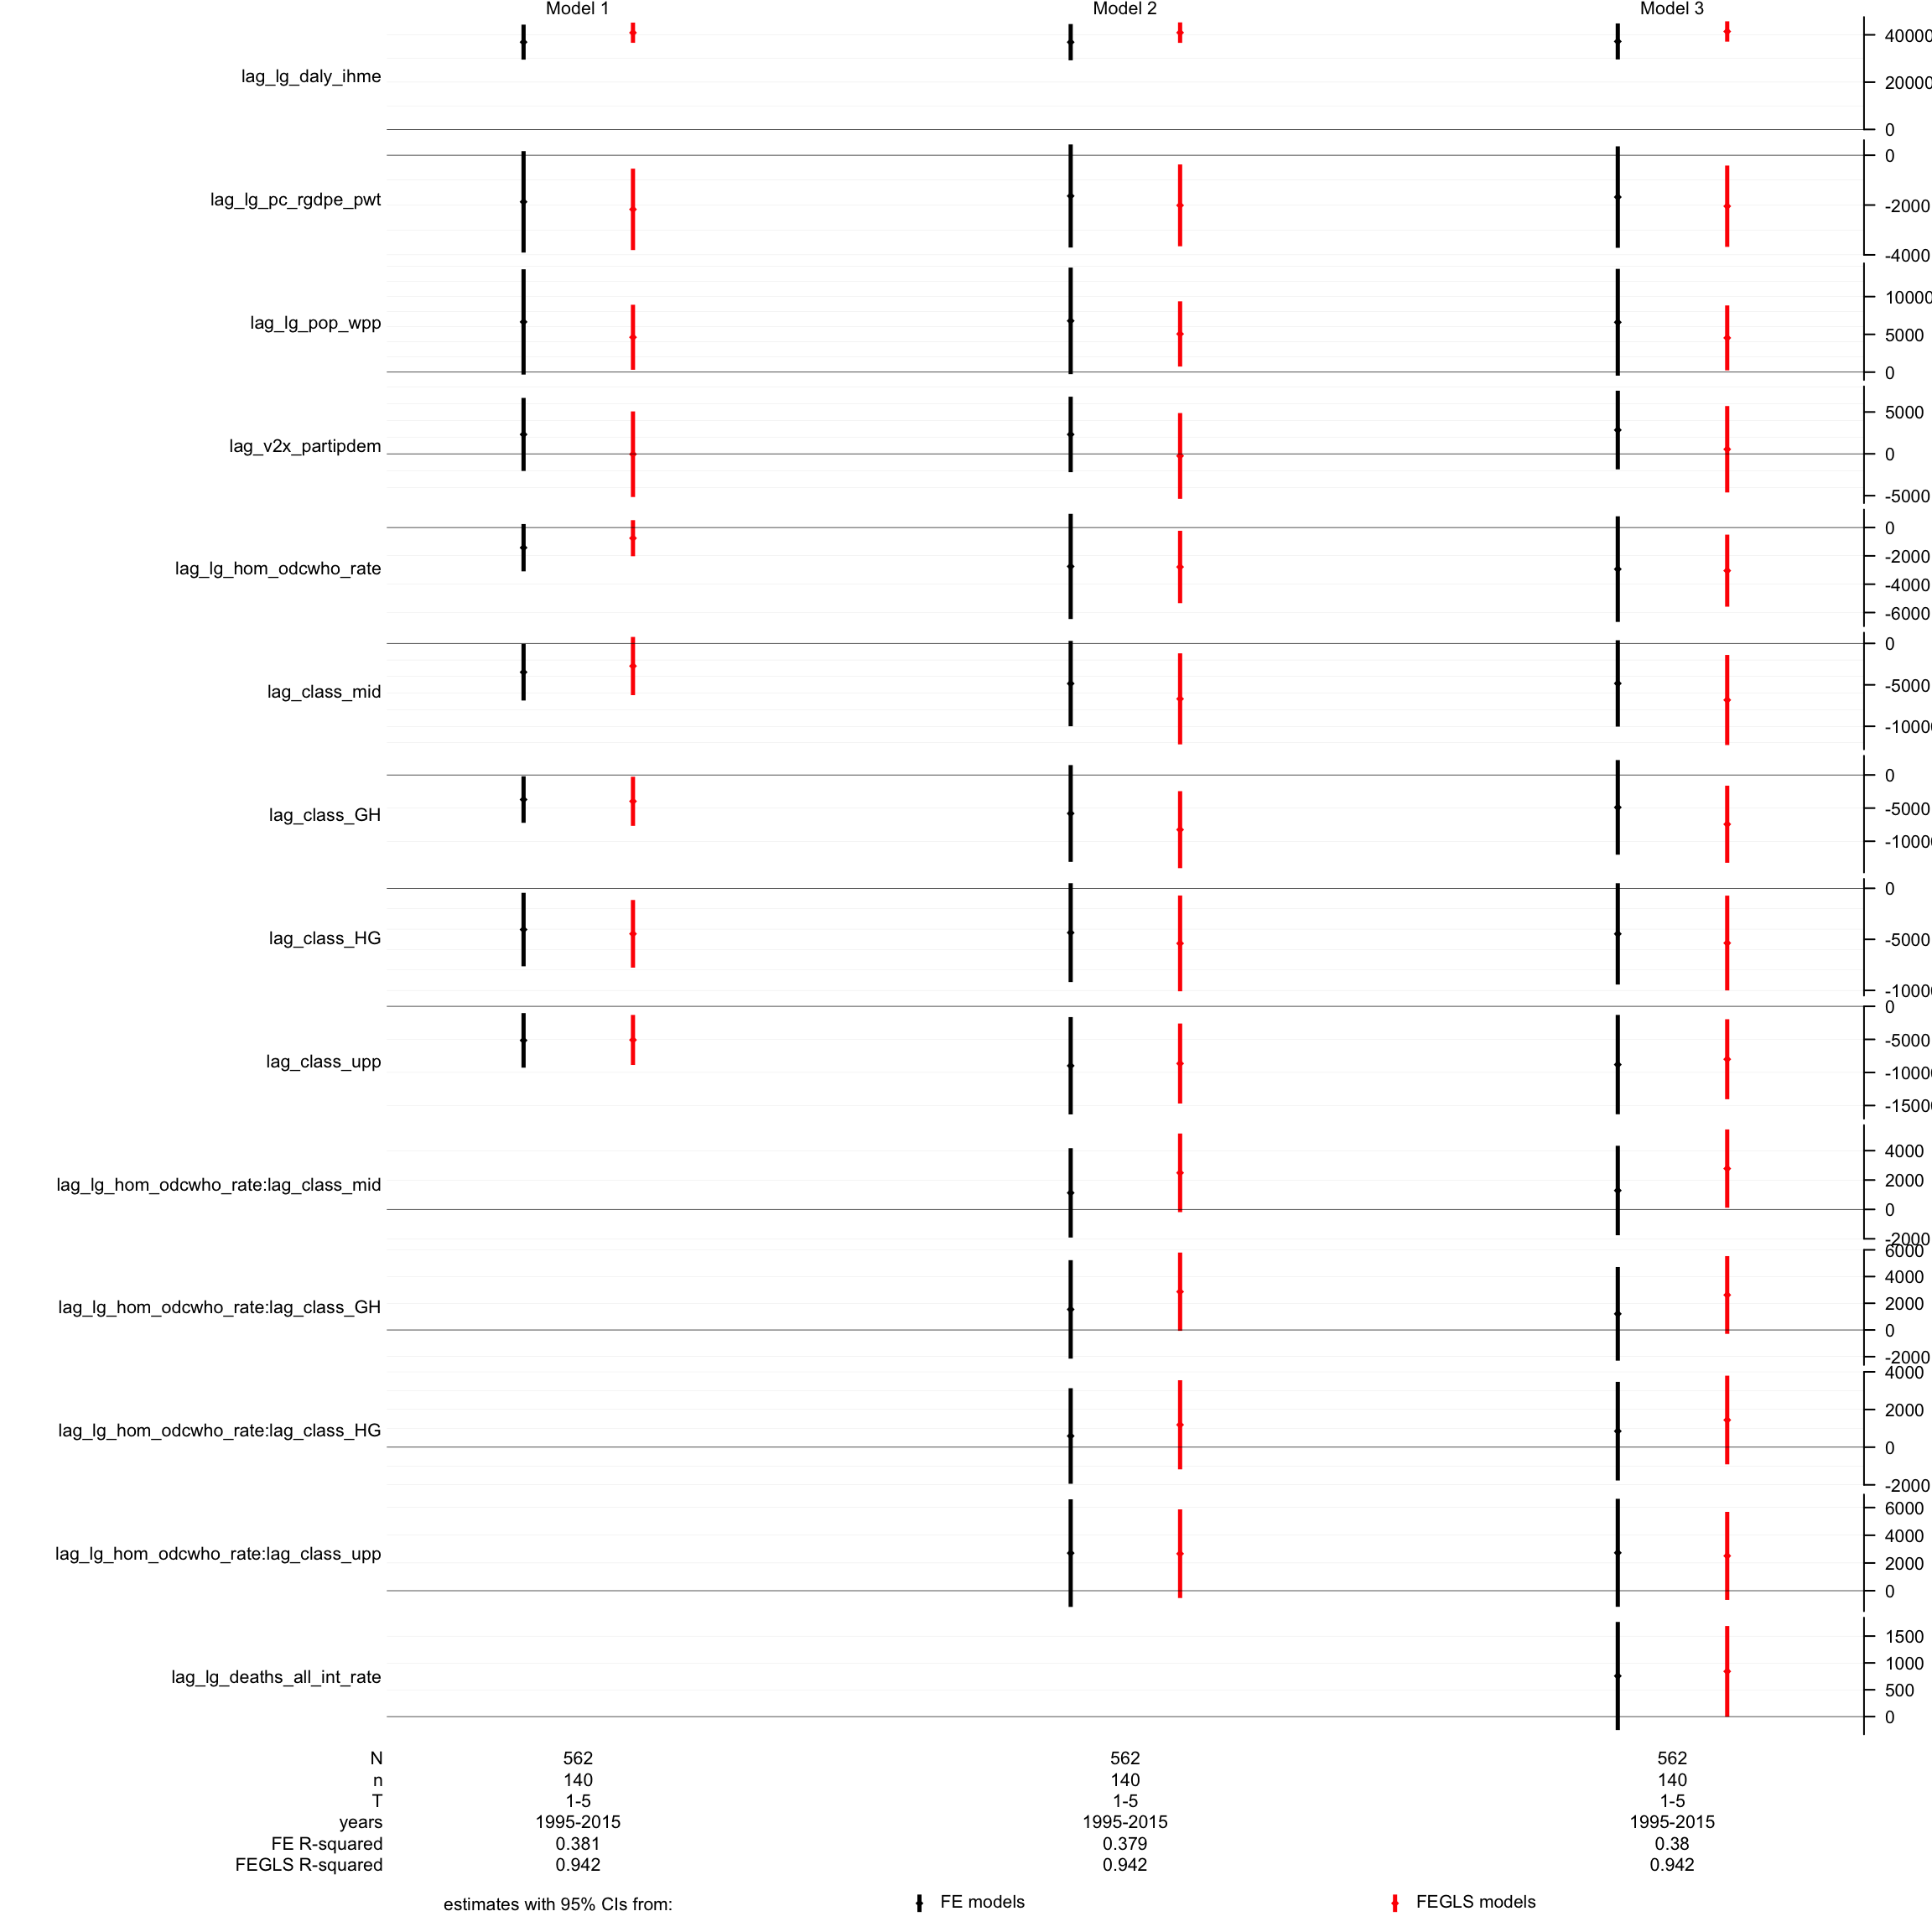 Model 1 Model 2 Model 3
lag_lg_daly_ihme
40000
20000
0
lag_lg_pc_rgdpe_pwt
0
-2000
-4000
lag_lg_pop_wpp
10000
5000
0
lag_v2x_partipdem
5000
0
-5000
lag_lg_hom_odcwho_rate
0
-2000
-4000
-6000
lag_class_mid
0
-5000
-10000
lag_class_GH
0
-5000
-10000
lag_class_HG
0
-5000
-10000
lag_class_upp
0
-5000
-10000
-15000
lag_lg_hom_odcwho_rate:lag_class_mid
4000
2000
0
-2000
lag_lg_hom_odcwho_rate:lag_class_GH
6000
4000
2000
0
-2000
lag_lg_hom_odcwho_rate:lag_class_HG
4000
2000
0
-2000
lag_lg_hom_odcwho_rate:lag_class_upp
6000
4000
2000
0
lag_lg_deaths_all_int_rate
1500
1000
500
0
N 562 562 562
n 140 140 140
T 1-5 1-5 1-5
years 1995-2015 1995-2015 1995-2015
FE R-squared 0.381 0.379 0.38
FEGLS R-squared 0.942 0.942 0.942
estimates with 95% CIs from: FE models FEGLS models